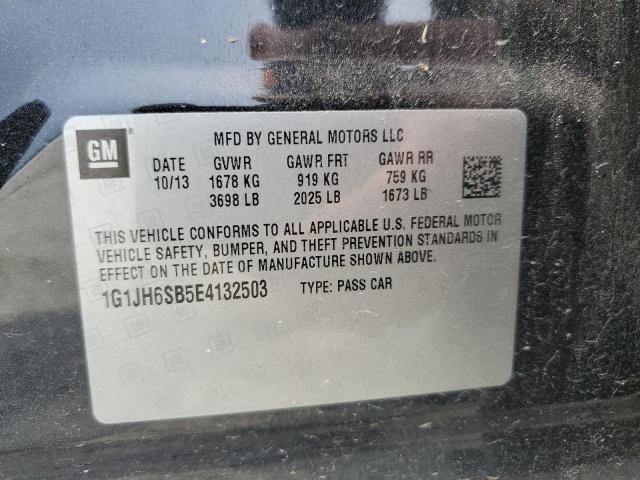 GM
MFD BY GENERAL MOTORS LLC
DATE GVWR GAWR FRT GAWR RR
10/13 1678 KG 919 KG 759 KG
3698 LB 2025 LB 1673 LB
THIS VEHICLE CONFORMS TO ALL APPLICABLE U.S. FEDERAL MOTOR
VEHICLE SAFETY, BUMPER, AND THEFT PREVENTION STANDARDS IN
EFFECT ON THE DATE OF MANUFACTURE SHOWN ABOVE.
1G1JH6SB5E4132503 TYPE: PASS CAR